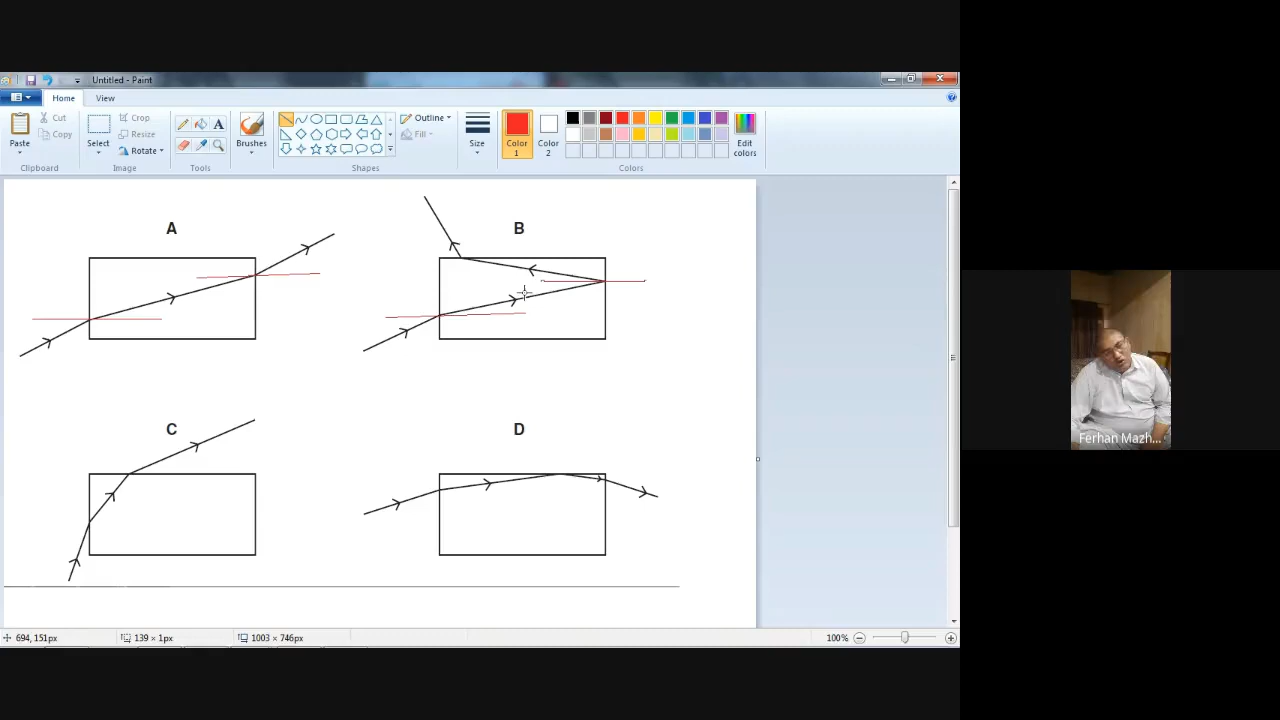 Untitled - Paint
Home View
Cut
Copy
Paste
Clipboard
Crop
Resize
Rotate
Select
Image
A
Tools
Brushes
Outline
Fill
Shapes
Size
Color 1
Color 2
Edit colors
Colors
A
B
C
D
694, 151px
139 × 1px
1003 × 746px
100%
Ferhan Mazh...